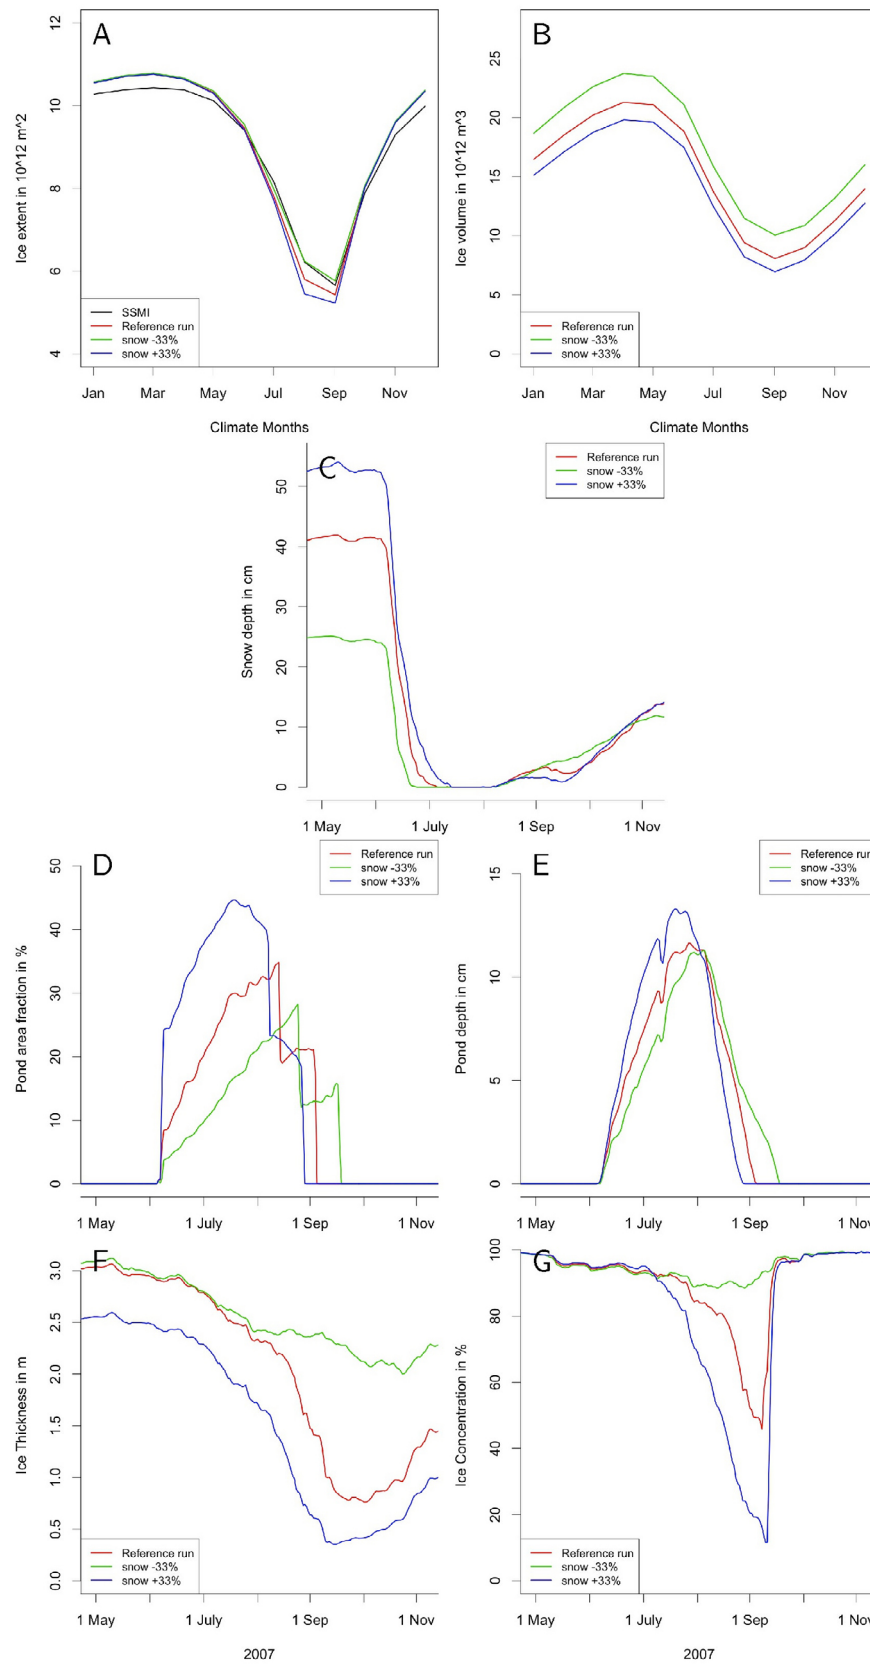 A
B
Ice extent in 10^12 m^2
12
10
8
6
4
SSMI
Reference run
snow -33%
snow +33%
Jan
Mar
May
Jul
Sep
Nov
Climate Months
Ice volume in 10^12 m^3
25
20
15
10
5
0
Reference run
snow -33%
snow +33%
Jan
Mar
May
Jul
Sep
Nov
Climate Months
C
Snow depth in cm
50
40
30
20
10
0
Reference run
snow -33%
snow +33%
1 May
1 July
1 Sep
1 Nov
D
Pond area fraction in %
50
40
30
20
10
0
Reference run
snow -33%
snow +33%
1 May
1 July
1 Sep
1 Nov
E
Pond depth in cm
15
10
5
0
Reference run
snow -33%
snow +33%
1 May
1 July
1 Sep
1 Nov
F
Ice Thickness in m
3.0
2.5
2.0
1.5
1.0
0.5
0.0
Reference run
snow -33%
snow +33%
1 May
1 July
1 Sep
1 Nov
2007
G
Ice Concentration in %
100
80
60
40
20
0
Reference run
snow -33%
snow +33%
1 May
1 July
1 Sep
1 Nov
2007